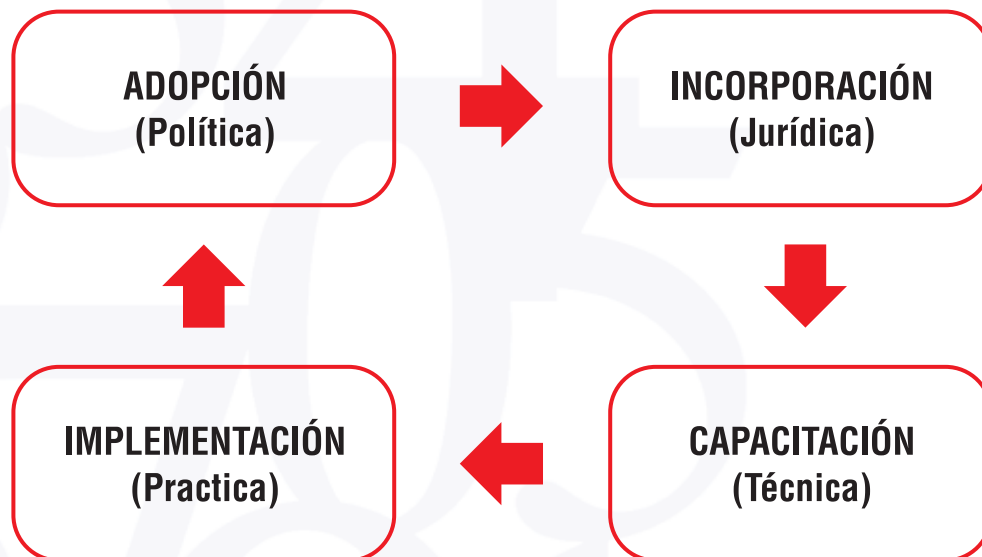 ADOPCIÓN
(Política)
INCORPORACIÓN
(Jurídica)
IMPLEMENTACIÓN
(Practica)
CAPACITACIÓN
(Técnica)